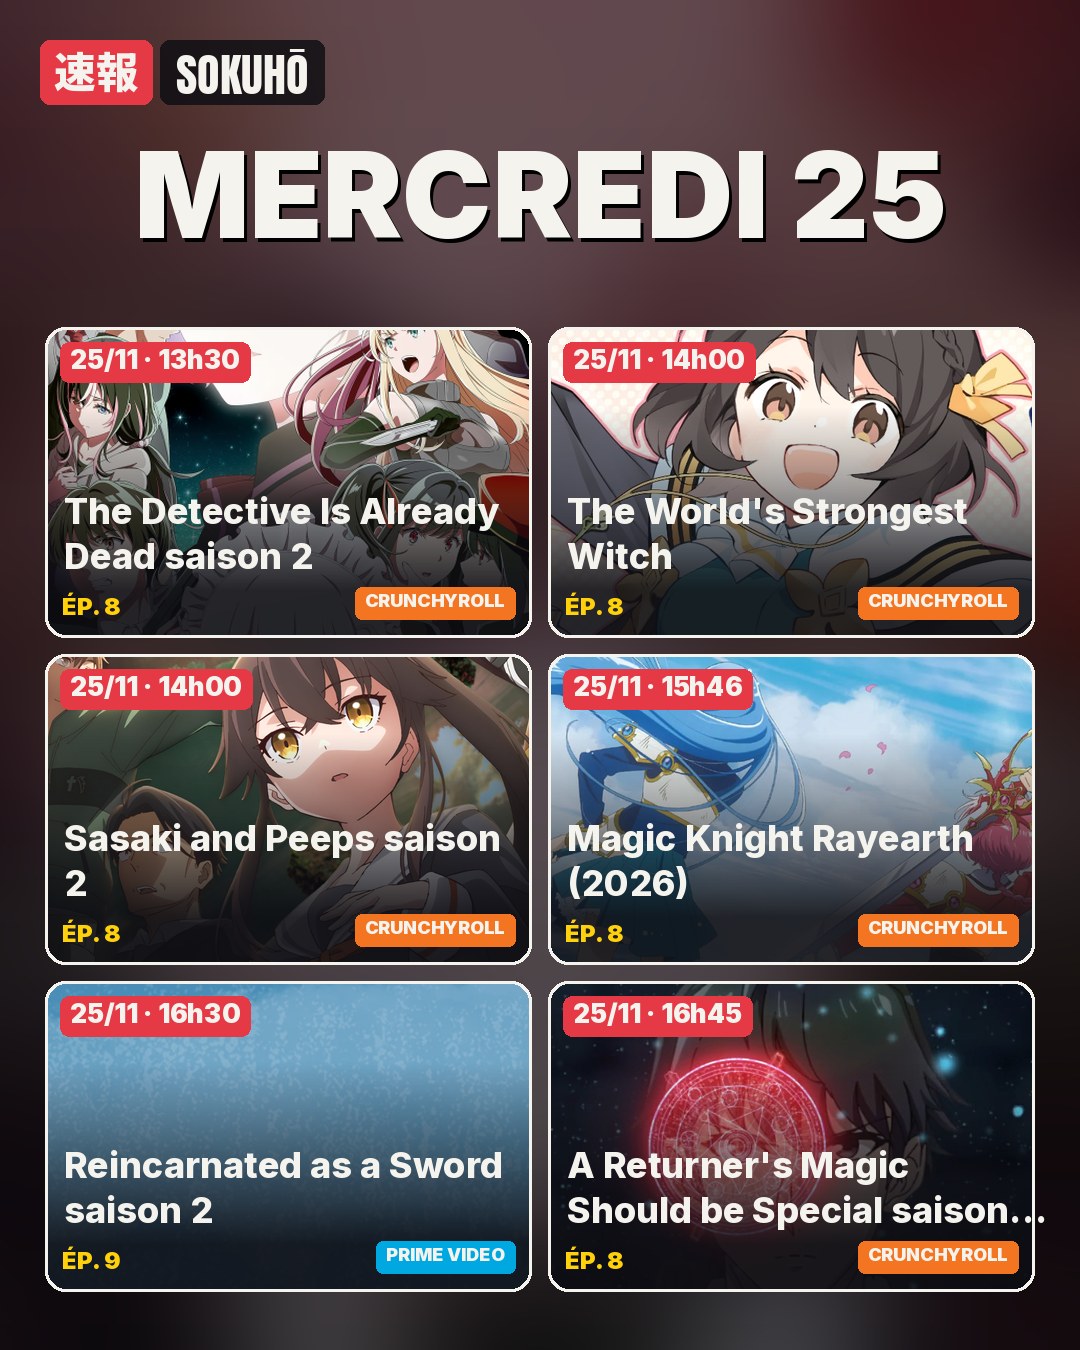 速報 SOKUHŌ
MERCREDI 25
25/11 · 13h30
The Detective Is Already
Dead saison 2
ÉP. 8
CRUNCHYROLL
25/11 · 14h00
The World's Strongest
Witch
ÉP. 8
CRUNCHYROLL
25/11 · 14h00
Sasaki and Peeps saison
2
ÉP. 8
CRUNCHYROLL
25/11 · 15h46
Magic Knight Rayearth
(2026)
ÉP. 8
CRUNCHYROLL
25/11 · 16h30
Reincarnated as a Sword
saison 2
ÉP. 9
PRIME VIDEO
25/11 · 16h45
A Returner's Magic
Should be Special saison...
ÉP. 8
CRUNCHYROLL